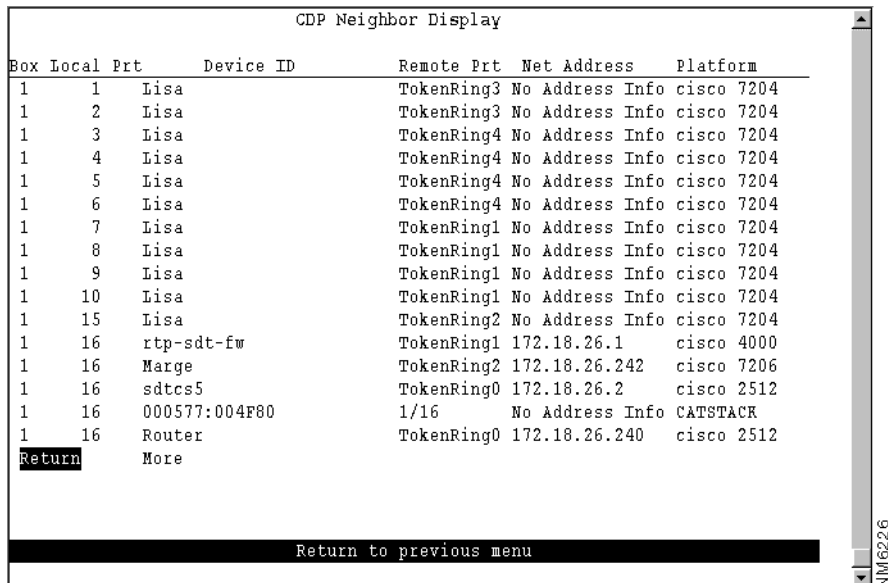 CDP Neighbor Display
Box Local Prt Device ID Remote Prt Net Address Platform
1 1 Lisa TokenRing3 No Address Info cisco 7204
1 2 Lisa TokenRing3 No Address Info cisco 7204
1 3 Lisa TokenRing4 No Address Info cisco 7204
1 4 Lisa TokenRing4 No Address Info cisco 7204
1 5 Lisa TokenRing4 No Address Info cisco 7204
1 6 Lisa TokenRing4 No Address Info cisco 7204
1 7 Lisa TokenRing1 No Address Info cisco 7204
1 8 Lisa TokenRing1 No Address Info cisco 7204
1 9 Lisa TokenRing1 No Address Info cisco 7204
1 10 Lisa TokenRing1 No Address Info cisco 7204
1 15 Lisa TokenRing2 No Address Info cisco 7204
1 16 rtp-sdt-fw TokenRing1 172.18.26.1 cisco 4000
1 16 Marge TokenRing2 172.18.26.242 cisco 7206
1 16 sdtcs5 TokenRing0 172.18.26.2 cisco 2512
1 16 000577:004F80 1/16 No Address Info CATSTACK
1 16 Router TokenRing0 172.18.26.240 cisco 2512
Return More
Return to previous menu
NM6226